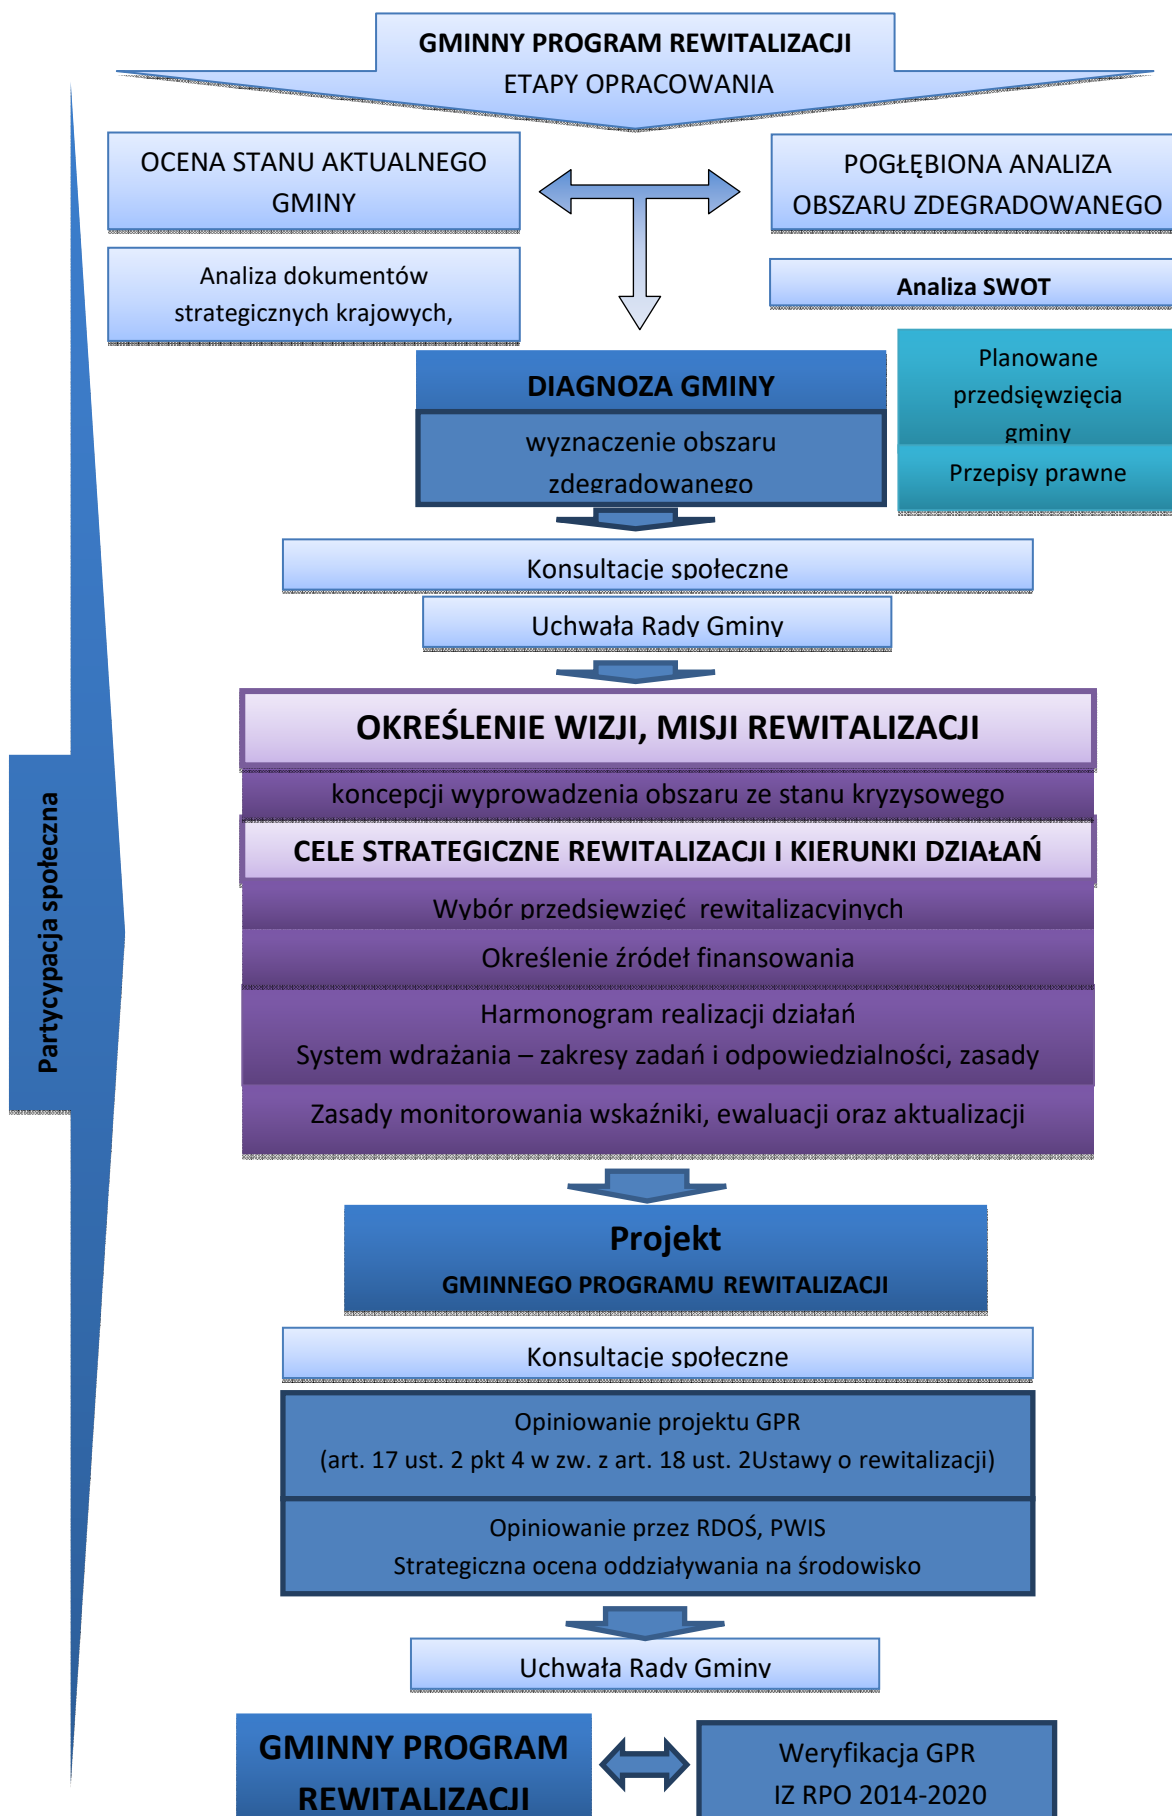 GMINNY PROGRAM REWITALIZACJI
ETAPY OPRACOWANIA
OCENA STANU AKTUALNEGO
GMINY
POGŁĘBIONA ANALIZA
OBSZARU ZDEGRADOWANEGO
Analiza dokumentów
strategicznych krajowych,
Analiza SWOT
DIAGNOZA GMINY
wyznaczenie obszaru
zdegradowanego
Planowane
przedsięwzięcia
gminy
Przepisy prawne
Konsultacje społeczne
Uchwała Rady Gminy
OKREŚLENIE WIZJI, MISJI REWITALIZACJI
koncepcji wyprowadzenia obszaru ze stanu kryzysowego
CELE STRATEGICZNE REWITALIZACJI I KIERUNKI DZIAŁAŃ
Wybór przedsięwzięć rewitalizacyjnych
Określenie źródeł finansowania
Harmonogram realizacji działań
System wdrażania – zakresy zadań i odpowiedzialności, zasady
Zasady monitorowania wskaźniki, ewaluacji oraz aktualizacji
Partycypacja społeczna
Projekt
GMINNEGO PROGRAMU REWITALIZACJI
Konsultacje społeczne
Opiniowanie projektu GPR
(art. 17 ust. 2 pkt 4 w zw. z art. 18 ust. 2Ustawy o rewitalizacji)
Opiniowanie przez RDOŚ, PWIS
Strategiczna ocena oddziaływania na środowisko
Uchwała Rady Gminy
GMINNY PROGRAM
REWITALIZACJI
Weryfikacja GPR
IZ RPO 2014-2020